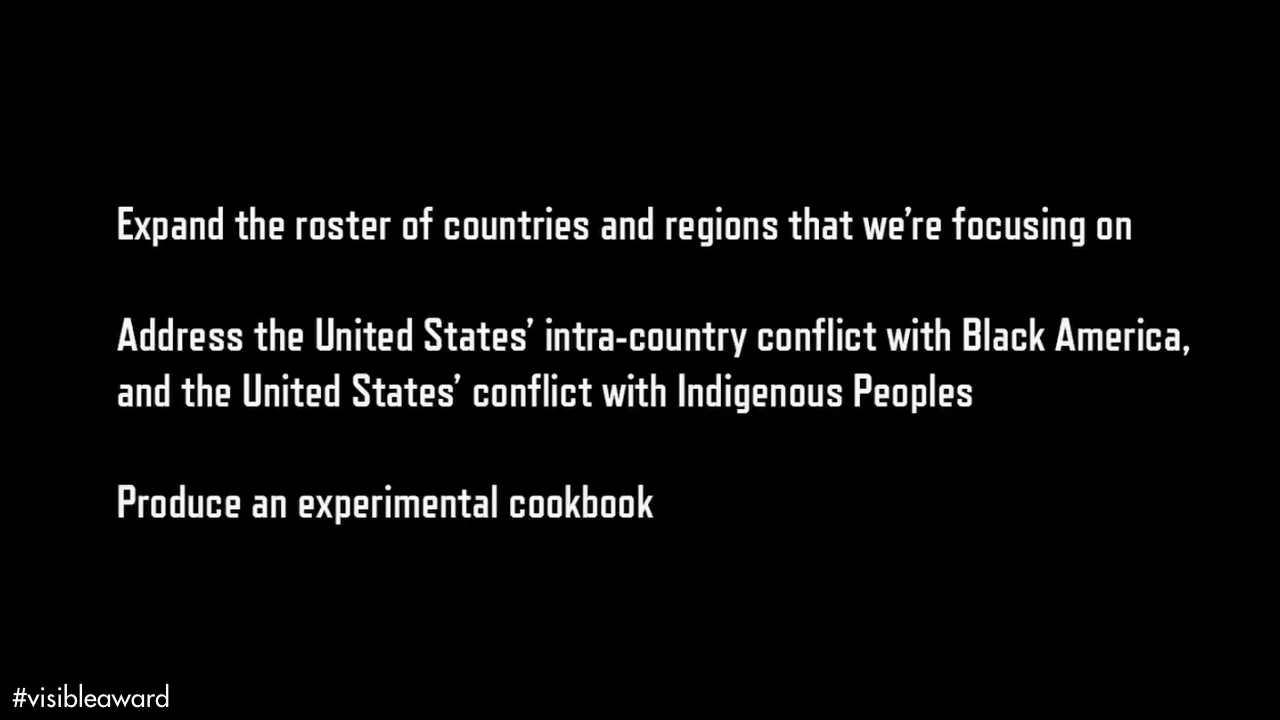 Expand the roster of countries and regions that we’re focusing on
Address the United States’ intra-country conflict with Black America,
and the United States’ conflict with Indigenous Peoples
Produce an experimental cookbook
#visibleaward